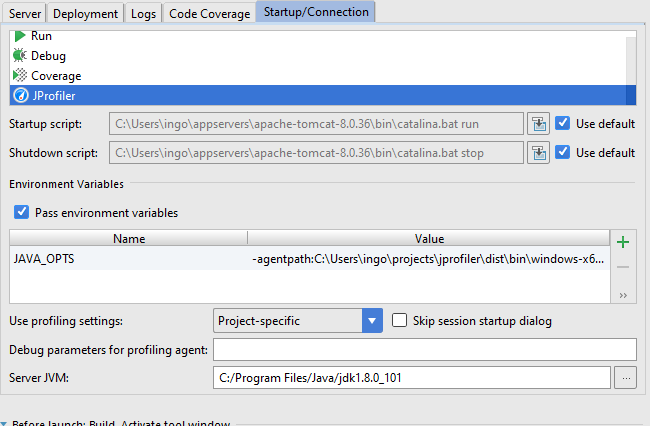 Server Deployment Logs Code Coverage Startup/Connection
Run
Debug
Coverage
JProfiler
Startup script: C:\Users\ingo\appservers\apache-tomcat-8.0.36\bin\catalina.bat run Use default
Shutdown script: C:\Users\ingo\appservers\apache-tomcat-8.0.36\bin\catalina.bat stop Use default
Environment Variables
Pass environment variables
Name Value
JAVA_OPTS -agentpath:C:\Users\ingo\projects\jprofiler\dist\bin\windows-x6...
Use profiling settings: Project-specific Skip session startup dialog
Debug parameters for profiling agent:
Server JVM: C:/Program Files/Java/jdk1.8.0_101 ...
Before launch: Build, Activate tool window